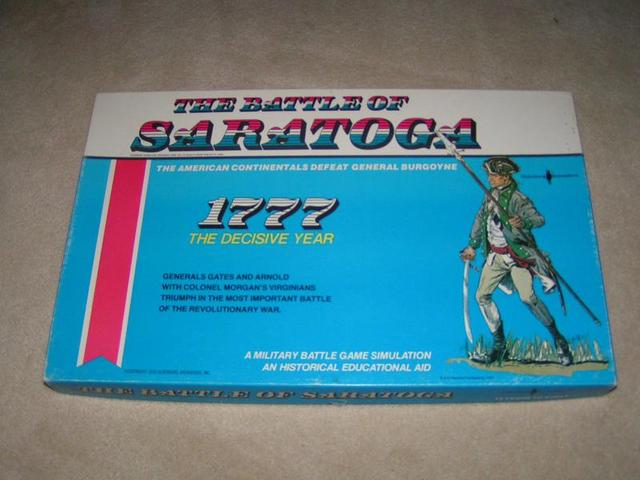 THE BATTLE OF
SARATOGA
THE AMERICAN CONTINENTALS DEFEAT GENERAL BURGOYNE
1777
THE DECISIVE YEAR
GENERALS GATES AND ARNOLD
WITH COLONEL MORGAN'S VIRGINIANS
TRIUMPH IN THE MOST IMPORTANT BATTLE
OF THE REVOLUTIONARY WAR.
A MILITARY BATTLE GAME SIMULATION
AN HISTORICAL EDUCATIONAL AID
THE BATTLE OF SARATOGA